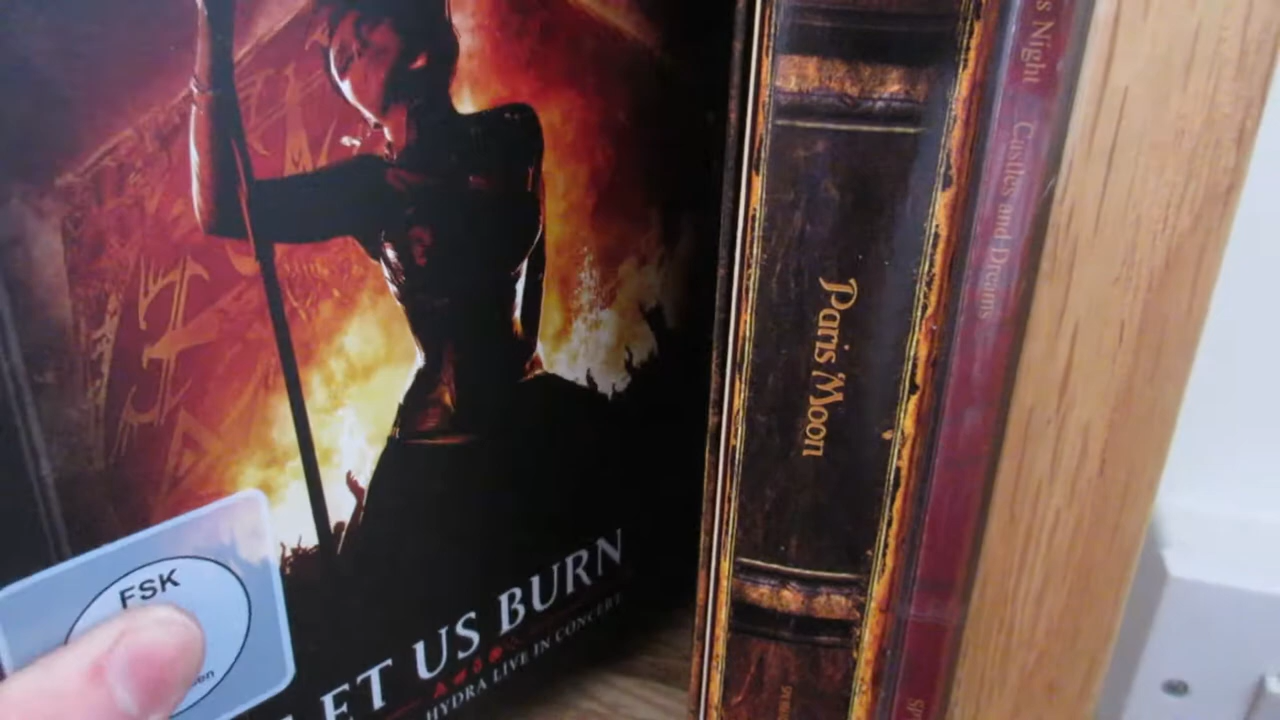 FSK
LET US BURN
HYDRA LIVE IN CONCERT
Paris Moon
s Night Castles and Dreams